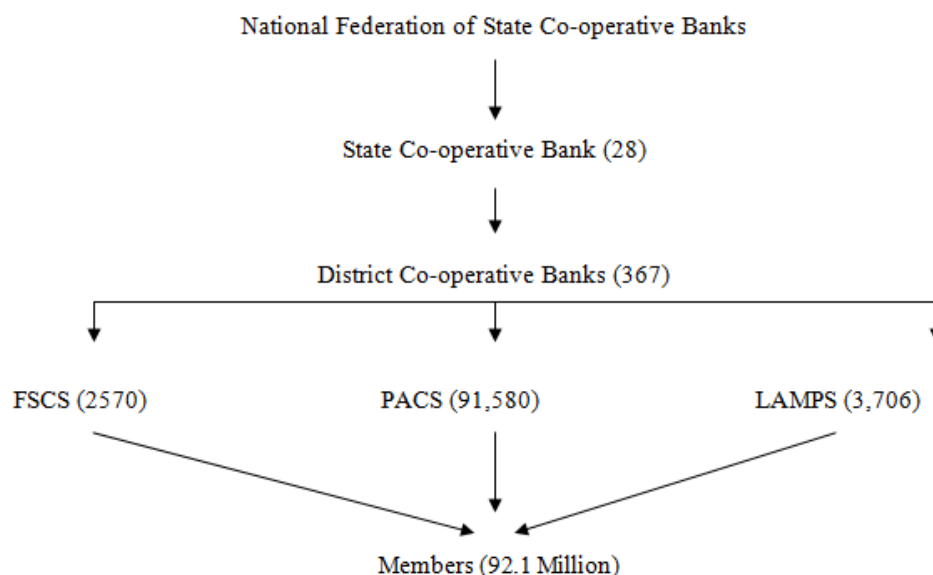 National Federation of State Co-operative Banks
State Co-operative Bank (28)
District Co-operative Banks (367)
FSCS (2570)
PACS (91,580)
LAMPS (3,706)
Members (92.1 Million)